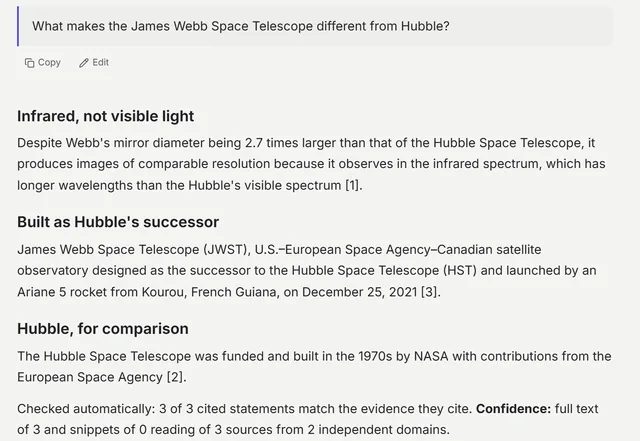 What makes the James Webb Space Telescope different from Hubble?
Copy Edit
Infrared, not visible light
Despite Webb's mirror diameter being 2.7 times larger than that of the Hubble Space Telescope, it
produces images of comparable resolution because it observes in the infrared spectrum, which has
longer wavelengths than the Hubble's visible spectrum [1].
Built as Hubble's successor
James Webb Space Telescope (JWST), U.S.–European Space Agency–Canadian satellite
observatory designed as the successor to the Hubble Space Telescope (HST) and launched by an
Ariane 5 rocket from Kourou, French Guiana, on December 25, 2021 [3].
Hubble, for comparison
The Hubble Space Telescope was funded and built in the 1970s by NASA with contributions from the
European Space Agency [2].
Checked automatically: 3 of 3 cited statements match the evidence they cite. Confidence: full text
of 3 and snippets of 0 reading of 3 sources from 2 independent domains.